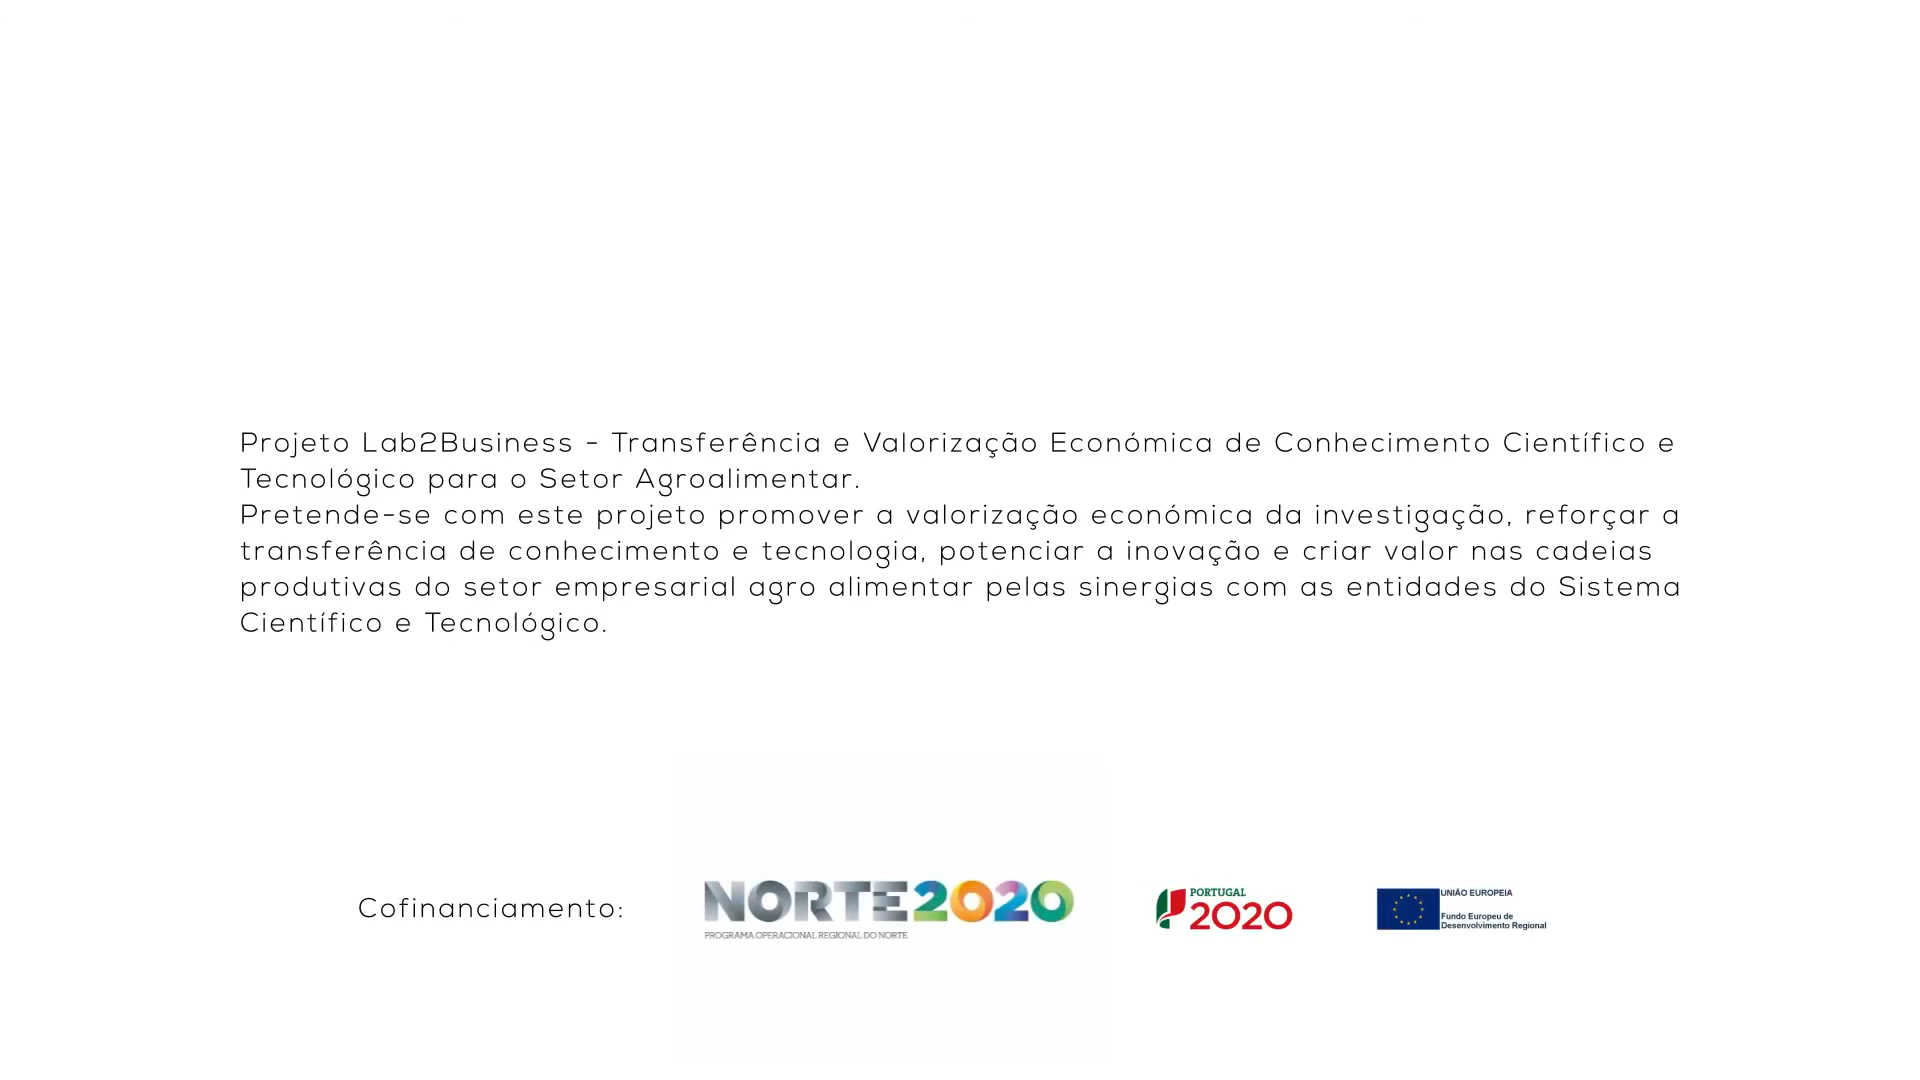 Projeto Lab2Business - Transferência e Valorização Económica de Conhecimento Científico e
Tecnológico para o Setor Agroalimentar.
Pretende-se com este projeto promover a valorização económica da investigação, reforçar a
transferência de conhecimento e tecnologia, potenciar a inovação e criar valor nas cadeias
produtivas do setor empresarial agro alimentar pelas sinergias com as entidades do Sistema
Científico e Tecnológico.
Cofinanciamento:
NORTE2020
PROGRAMA OPERACIONAL REGIONAL DO NORTE
PORTUGAL
2020
UNIÃO EUROPEIA
Fundo Europeu de
Desenvolvimento Regional